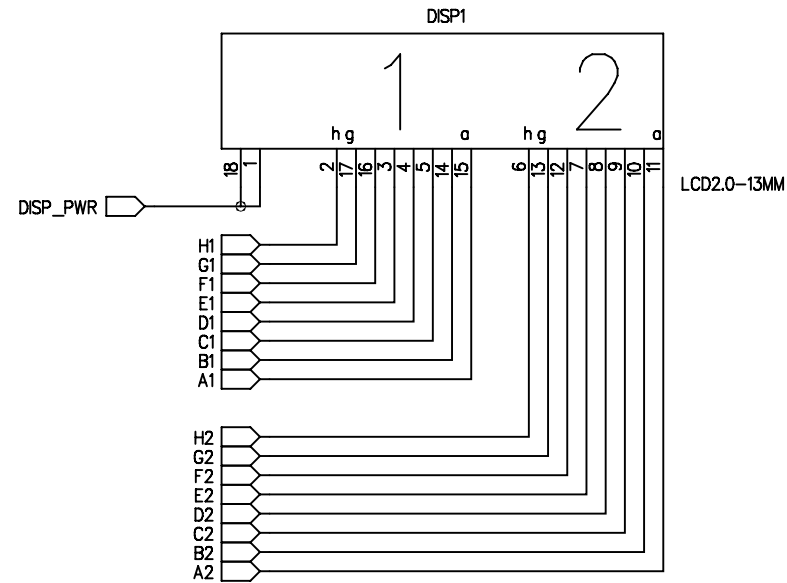 DISP1
1 2
h g a h g a
18 1 2 17 16 3 4 5 14 15 6 13 12 7 8 9 10 11
LCD2.0-13MM
DISP_PWR
H1
G1
F1
E1
D1
C1
B1
A1
H2
G2
F2
E2
D2
C2
B2
A2